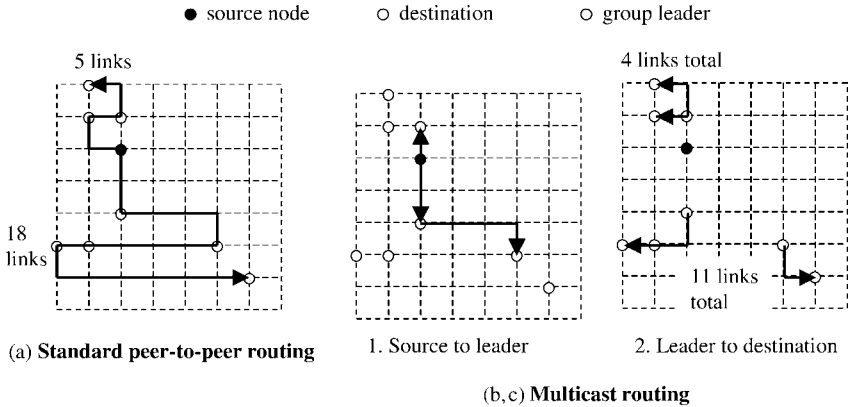 source node destination group leader
5 links
4 links total
18
links
11 links
total
(a) Standard peer-to-peer routing
1. Source to leader
2. Leader to destination
(b, c) Multicast routing